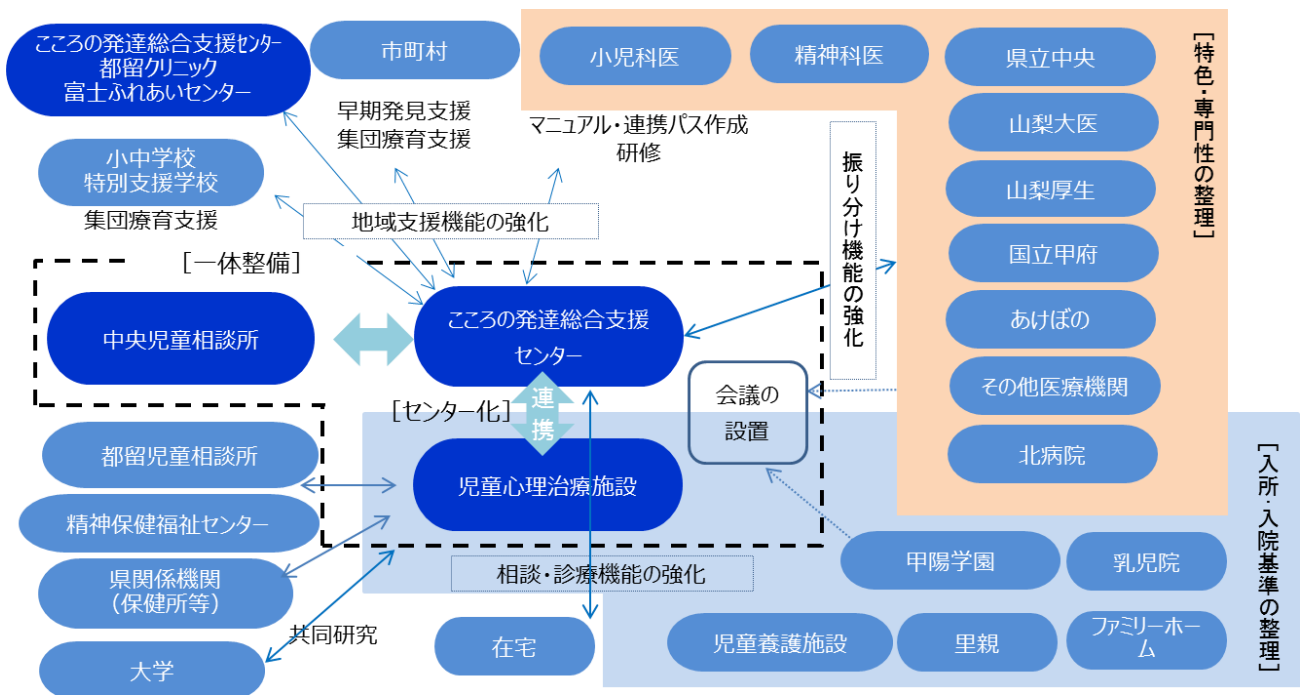 こころの発達総合支援センター
都留クリニック
富士ふれあいセンター
市町村
小児科医
精神科医
県立中央
[特色・専門性の整理]
早期発見支援
集団療育支援
マニュアル・連携パス作成
研修
山梨大医
小中学校
特別支援学校
集団療育支援
地域支援機能の強化
振り分け機能の強化
山梨厚生
国立甲府
[一体整備]
中央児童相談所
こころの発達総合支援
センター
あけぼの
会議の
設置
その他医療機関
[センター化]
連
携
都留児童相談所
児童心理治療施設
北病院
[入所・入院基準の整理]
精神保健福祉センター
県関係機関
(保健所等)
相談・診療機能の強化
甲陽学園
乳児院
共同研究
大学
在宅
児童養護施設
里親
ファミリーホー
ム